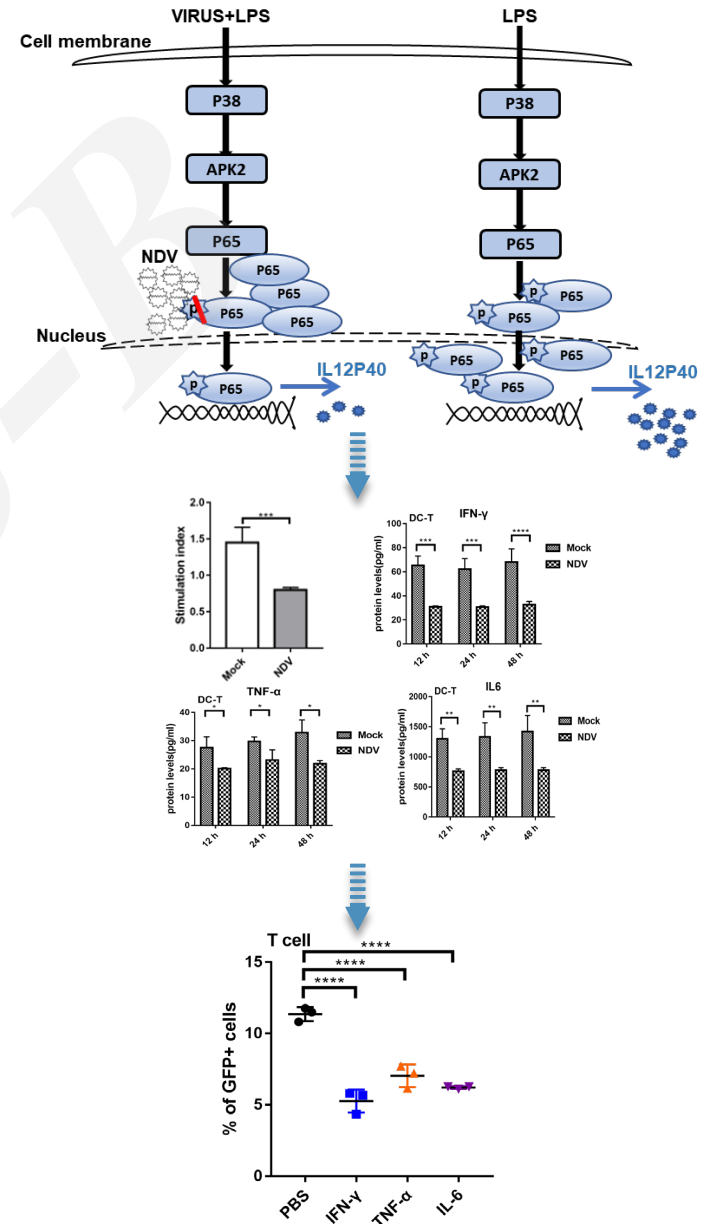 VIRUS+LPS LPS
Cell membrane
P38 P38
APK2 APK2
P65 P65
NDV
P65
P65 p P65
p P65 p P65
P65
Nucleus
p P65 p P65
p P65 IL12P40 p P65 IL12P40
Stimulation index
2.0
1.5
1.0
0.5
0.0
***
Mock NDV
DC-T IFN-γ
protein levels(pg/ml)
100
80
60
40
20
0
*** *** ****
Mock
NDV
12 h 24 h 48 h
DC-T TNF-α
protein levels(pg/ml)
40
30
20
10
0
* * *
Mock
NDV
12 h 24 h 48 h
DC-T IL6
protein levels(pg/ml)
2000
1500
1000
500
0
** ** **
Mock
NDV
12 h 24 h 48 h
T cell
% of GFP+ cells
15
10
5
0
****
****
****
PBS IFN-γ TNF-α IL-6